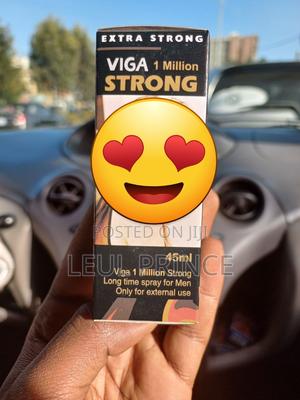 EXTRA STRONG
VIGA 1 Million
STRONG
POSTED ON JIJI
LEUL PRINCE
45ml
Viga 1 Million Strong
Long time spray for Men
Only for external use